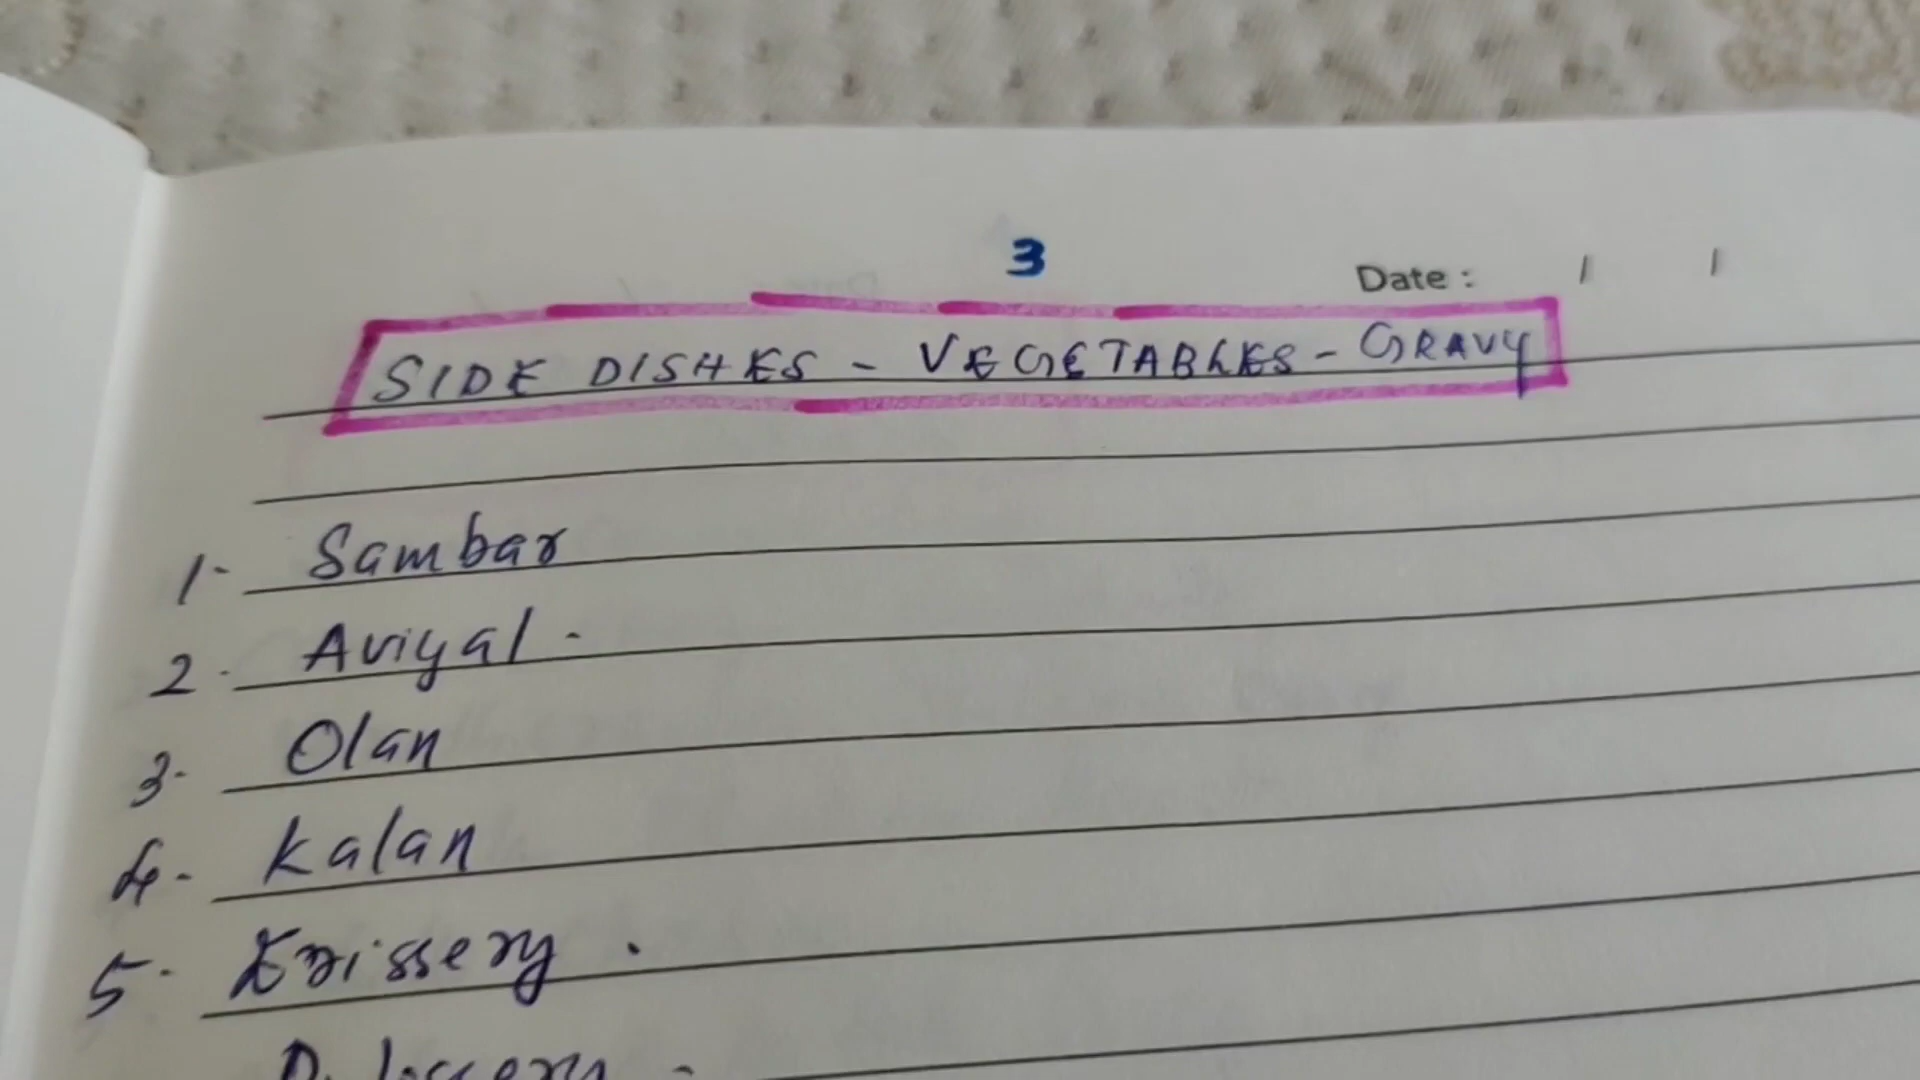 3
Date : / /
SIDE DISHES - VEGETABLES - GRAVY
1- Sambar
2- Aviyal.
3- Olan
4- Kalan
5- Erissery.